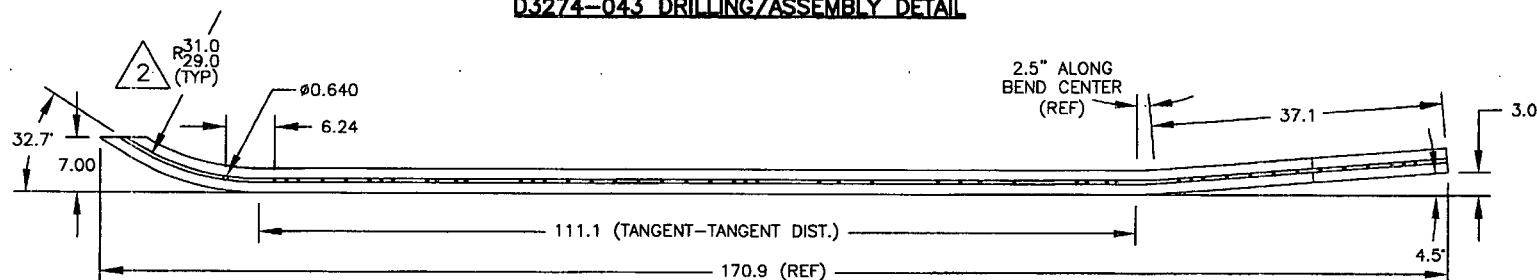 D3274-043 DRILLING/ASSEMBLY DETAIL
2
R31.0
29.0
(TYP)
ø0.640
6.24
32.7°
7.00
2.5" ALONG
BEND CENTER
(REF)
37.1
3.0
111.1 (TANGENT-TANGENT DIST.)
4.5°
170.9 (REF)